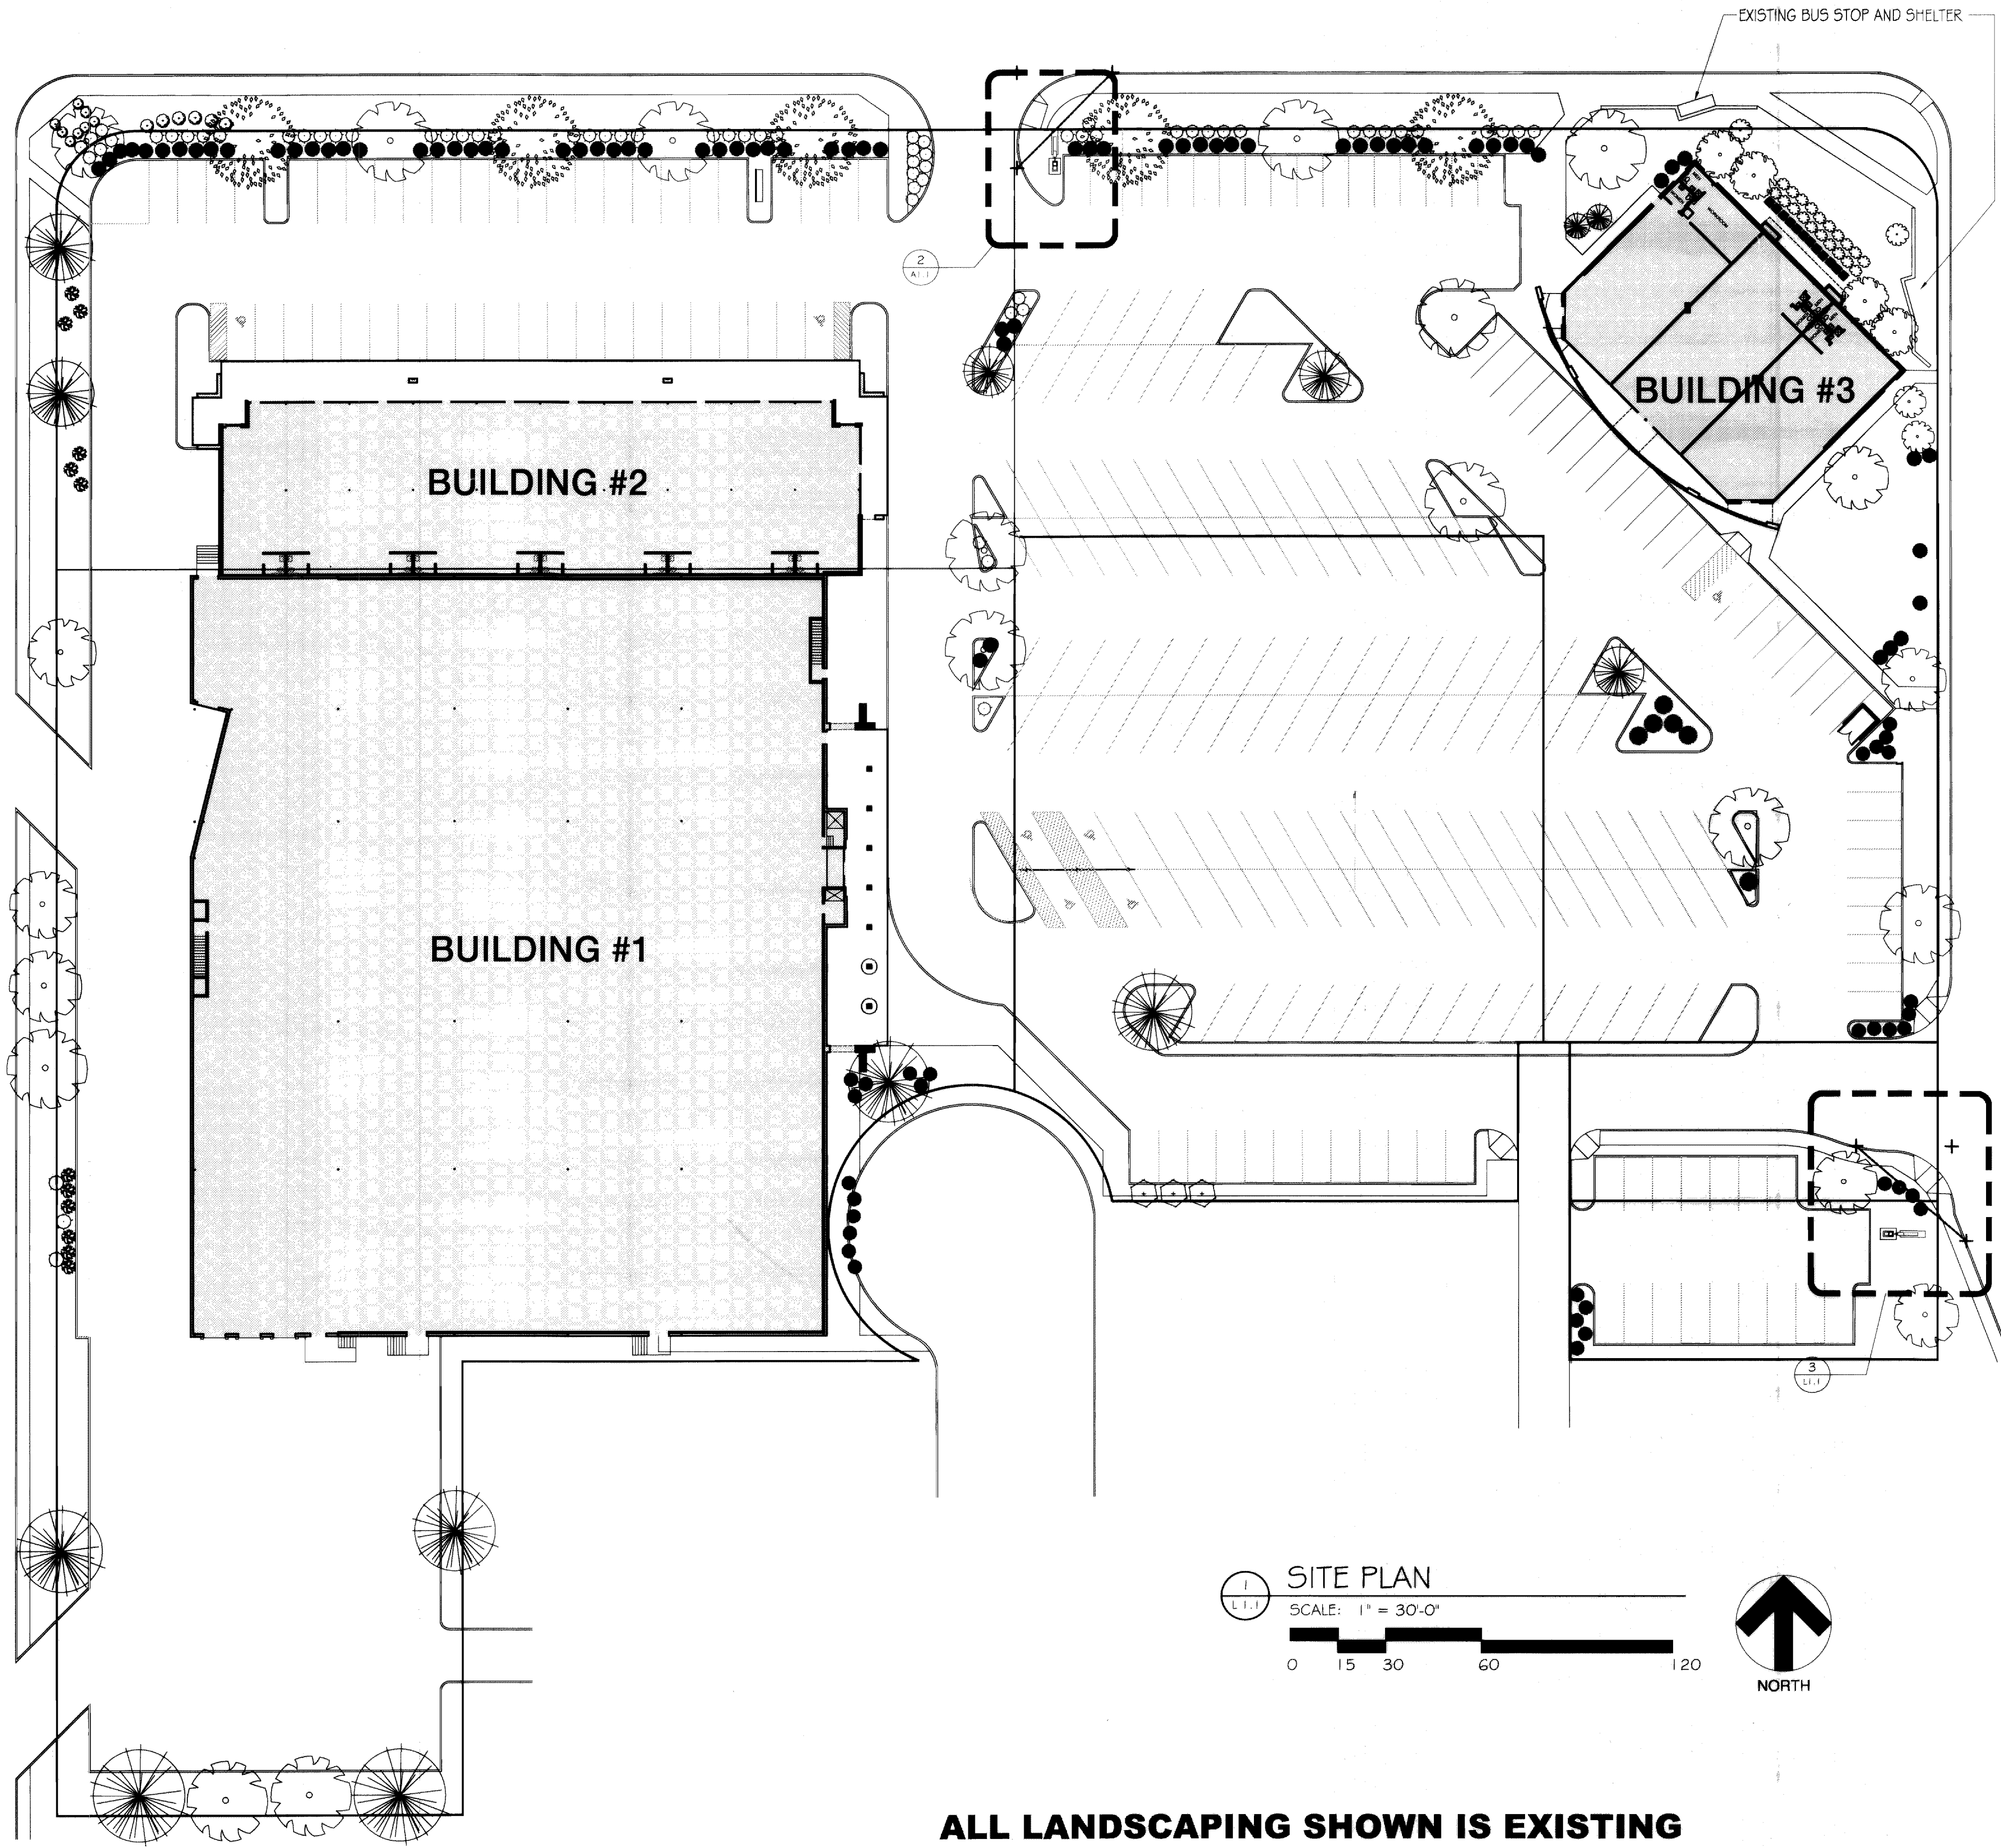 EXISTING BUS STOP AND SHELTER
2
A1.1
WORKROOM
BUILDING #3
BUILDING #2
BUILDING #1
3
L1.1
1
L1.1
SITE PLAN
SCALE: 1" = 30'-0"
0 15 30 60 120
NORTH
ALL LANDSCAPING SHOWN IS EXISTING